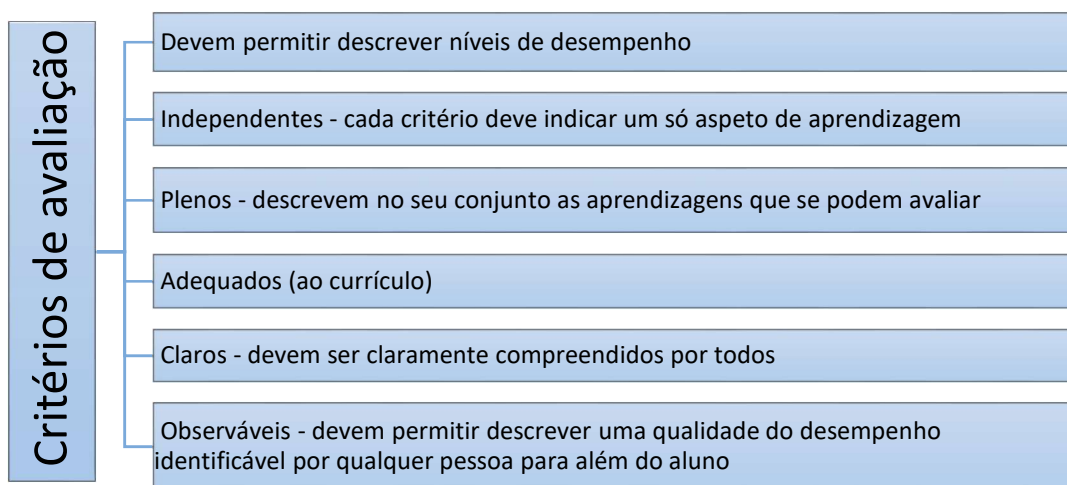 Critérios de avaliação
Devem permitir descrever níveis de desempenho
Independentes - cada critério deve indicar um só aspeto de aprendizagem
Plenos - descrevem no seu conjunto as aprendizagens que se podem avaliar
Adequados (ao currículo)
Claros - devem ser claramente compreendidos por todos
Observáveis - devem permitir descrever uma qualidade do desempenho
identificável por qualquer pessoa para além do aluno